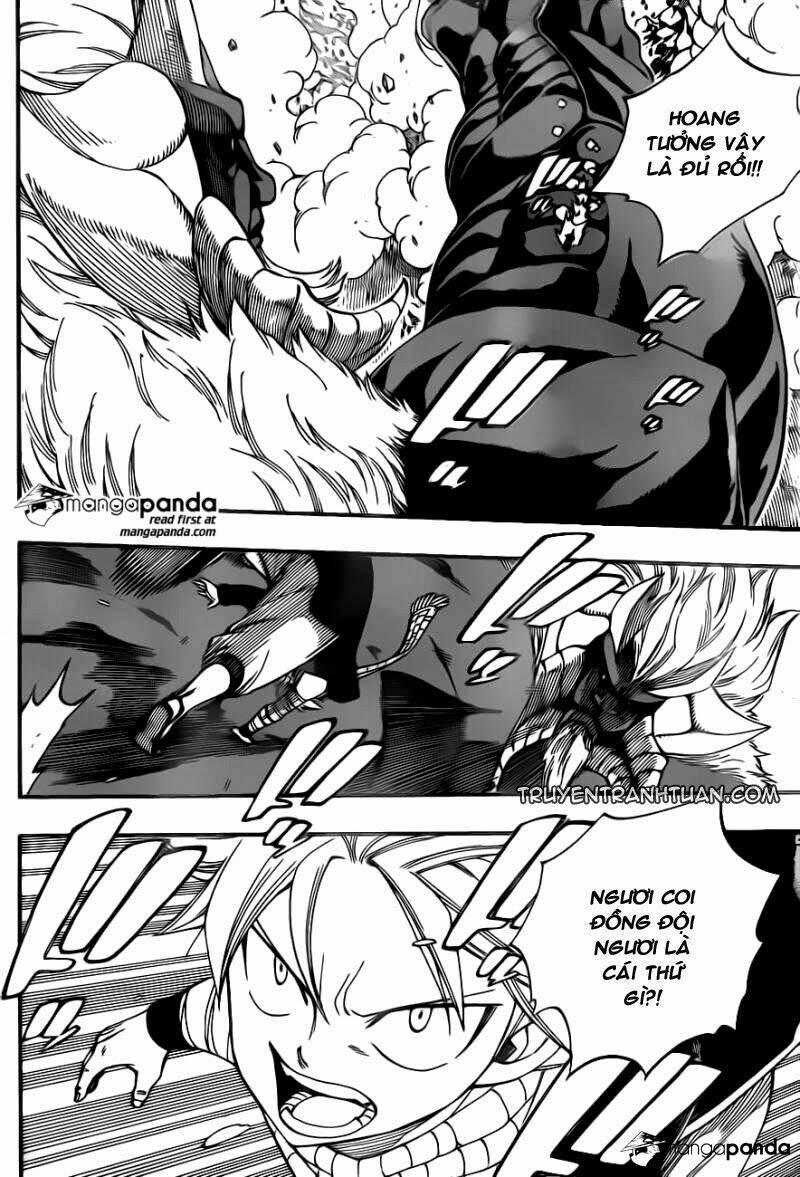 HOANG
TƯỞNG VẬY
LÀ ĐỦ RỒI!!
mangapanda
read first at
mangapanda.com
TRUYENTRANHTUAN.COM
NGƯƠI COI
ĐỒNG ĐỘI
NGƯƠI LÀ
CÁI THỨ
GÌ?!
mangapanda